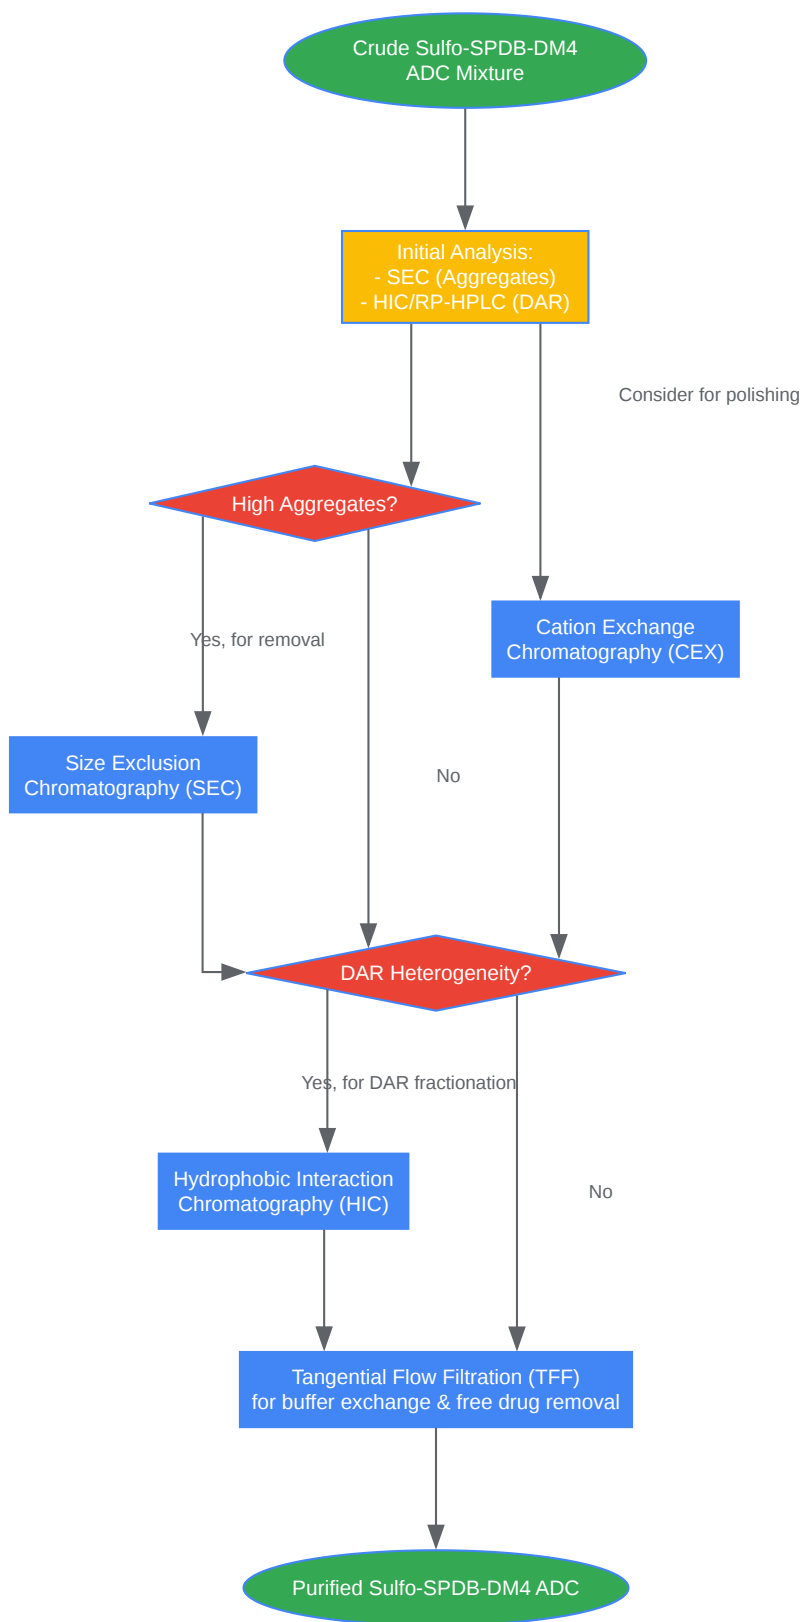 Crude Sulfo-SPDB-DM4
ADC Mixture
Initial Analysis:
- SEC (Aggregates)
- HIC/RP-HPLC (DAR)
Consider for polishing
High Aggregates?
Cation Exchange
Chromatography (CEX)
Yes, for removal
Size Exclusion
Chromatography (SEC)
No
DAR Heterogeneity?
Yes, for DAR fractionation
Hydrophobic Interaction
Chromatography (HIC)
No
Tangential Flow Filtration (TFF)
for buffer exchange & free drug removal
Purified Sulfo-SPDB-DM4 ADC